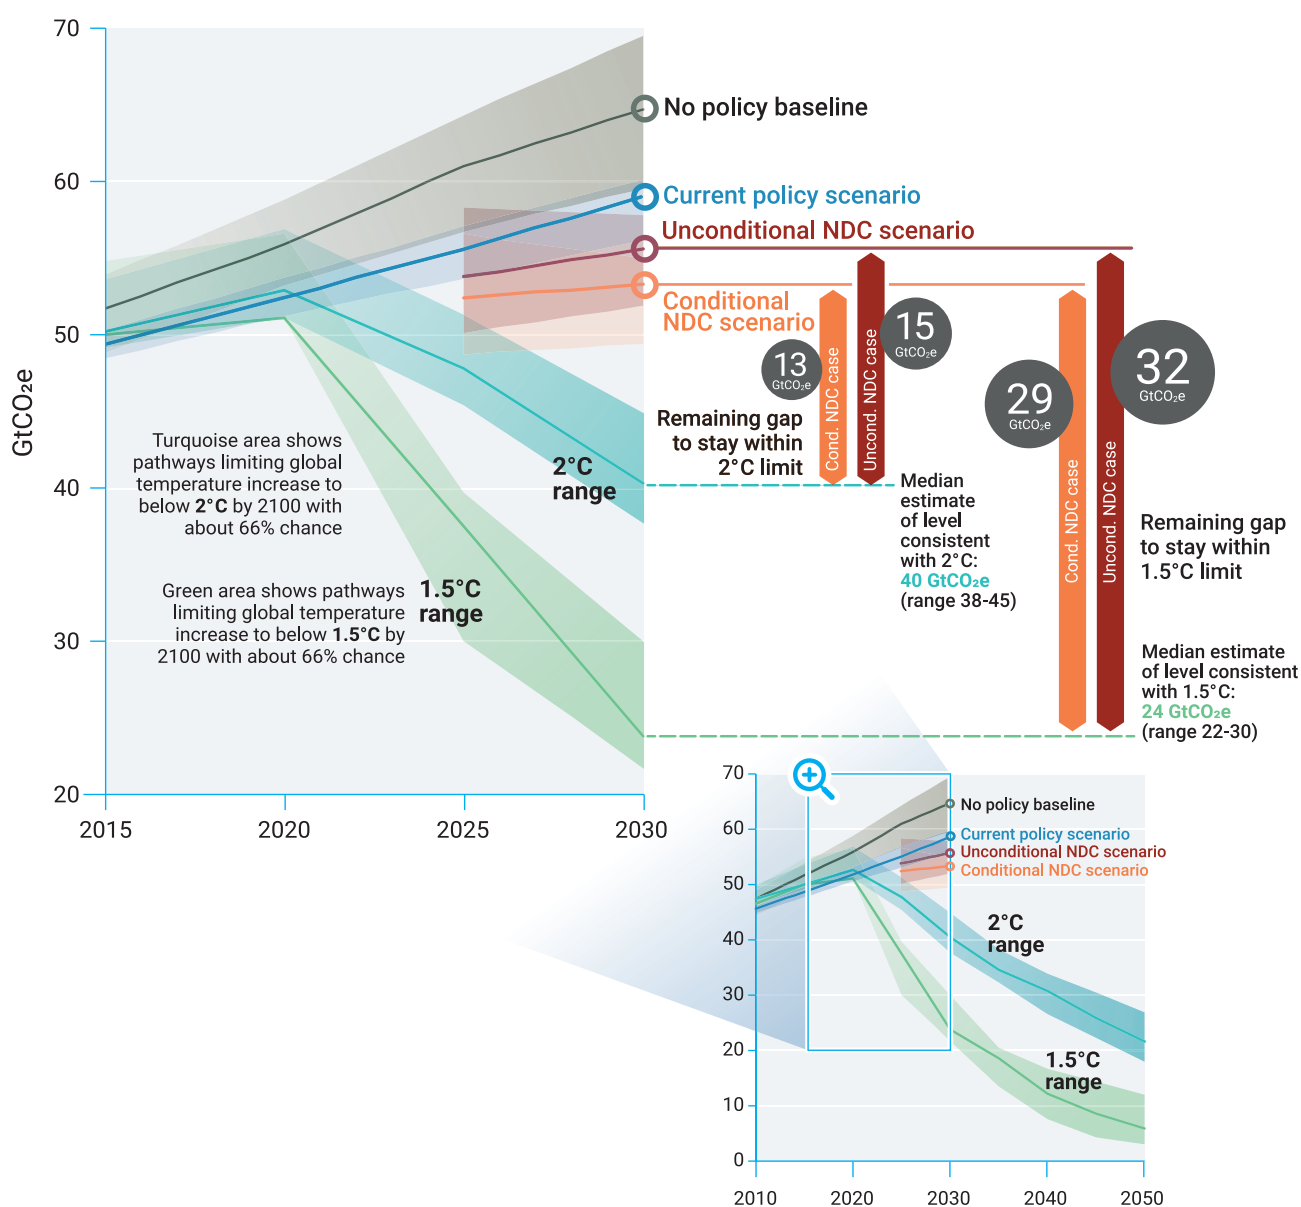 70
60
50
40
30
20
GtCO₂e
2015
2020
2025
2030
No policy baseline
Current policy scenario
Unconditional NDC scenario
Conditional
NDC scenario
Turquoise area shows
pathways limiting global
temperature increase to
below 2°C by 2100 with
about 66% chance
Green area shows pathways
limiting global temperature
increase to below 1.5°C by
2100 with about 66% chance
2°C
range
1.5°C
range
13
GtCO₂e
Cond. NDC case
Uncond. NDC case
15
GtCO₂e
Remaining gap
to stay within
2°C limit
Median
estimate
of level
consistent
with 2°C:
40 GtCO₂e
(range 38-45)
29
GtCO₂e
Cond. NDC case
Uncond. NDC case
32
GtCO₂e
Remaining gap
to stay within
1.5°C limit
Median estimate
of level consistent
with 1.5°C:
24 GtCO₂e
(range 22-30)
70
60
50
40
30
20
10
0
2010
2020
2030
2040
2050
No policy baseline
Current policy scenario
Unconditional NDC scenario
Conditional NDC scenario
2°C
range
1.5°C
range